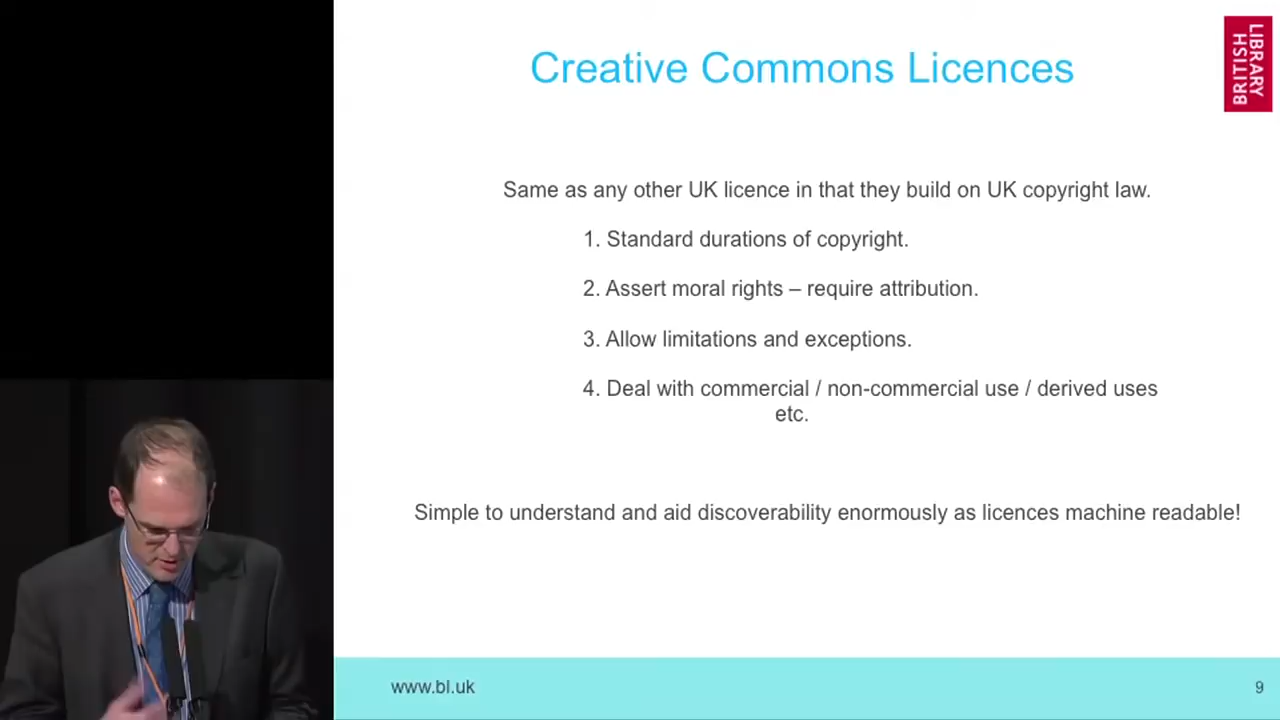 Creative Commons Licences
LIBRARY
BRITISH
Same as any other UK licence in that they build on UK copyright law.
1. Standard durations of copyright.
2. Assert moral rights – require attribution.
3. Allow limitations and exceptions.
4. Deal with commercial / non-commercial use / derived uses
etc.
Simple to understand and aid discoverability enormously as licences machine readable!
www.bl.uk
9